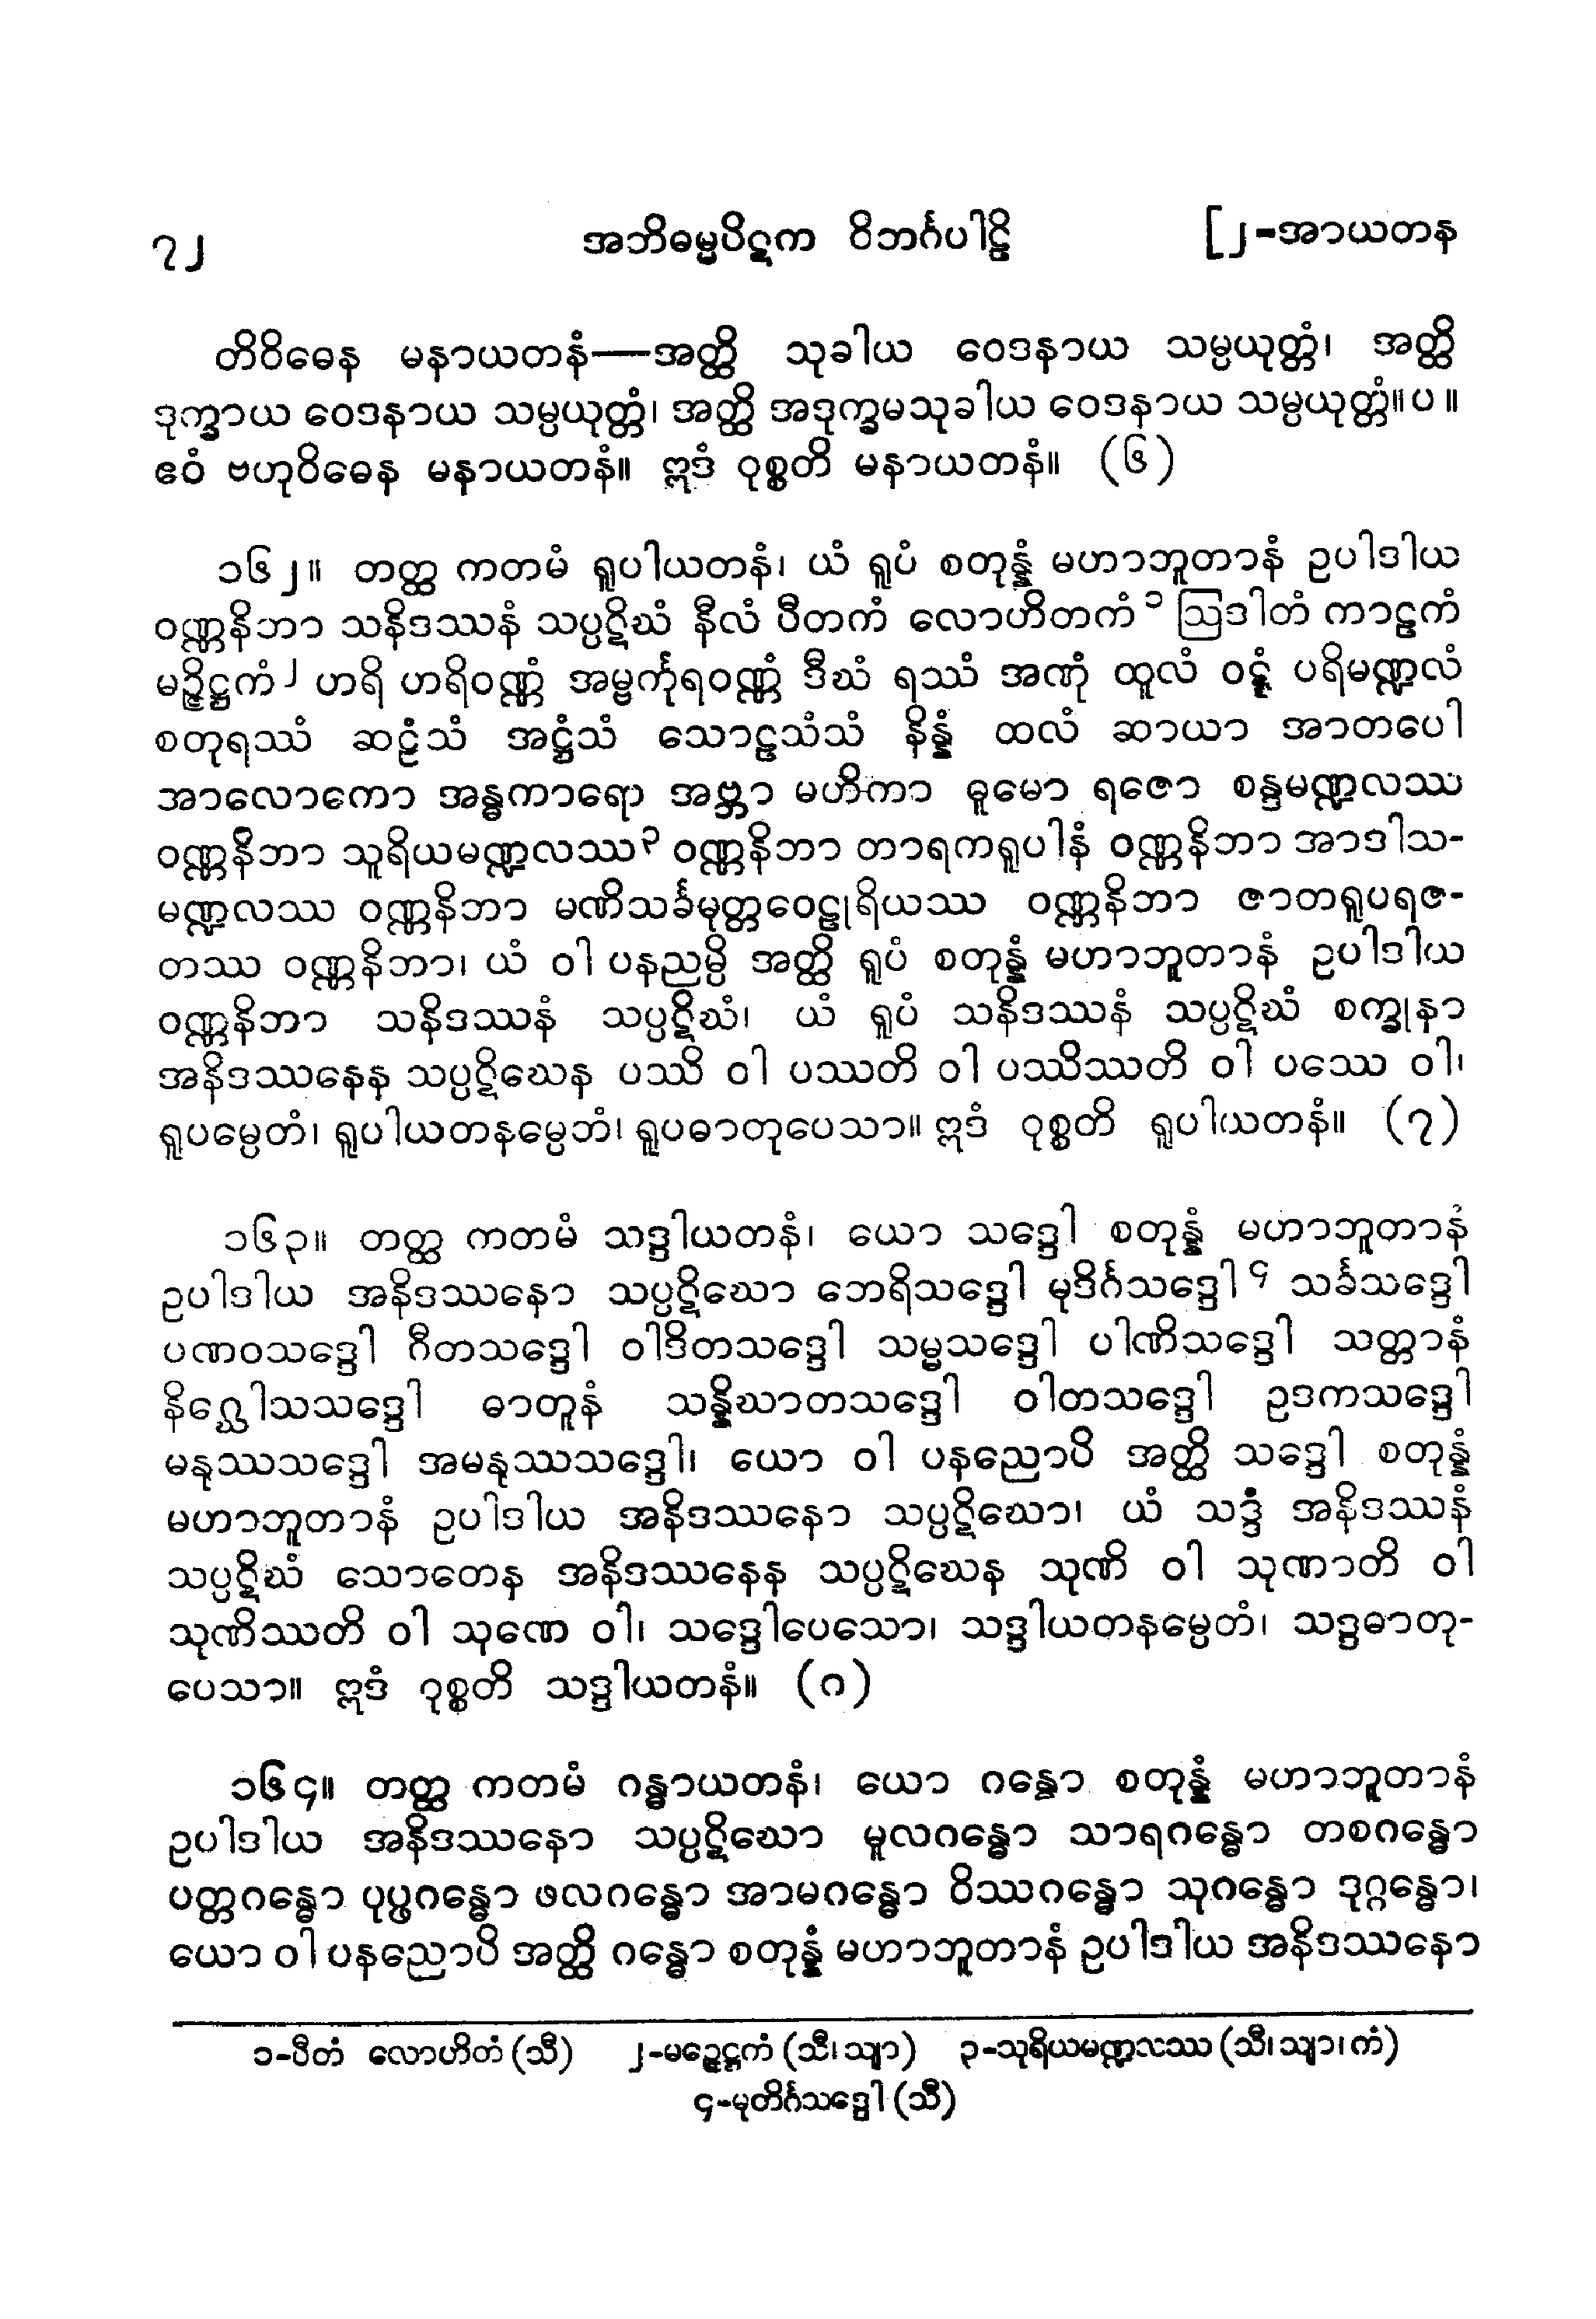 ၇၂ အဘိဓမ္မပိဋက ဝိဘင်္ဂပါဠိ [၂-အာယတန
တိဝိဓေန မနာယတနံ—အတ္ထိ သုခါယ ဝေဒနာယ သမ္ပယုတ္တံ၊ အတ္ထိ
ဒုက္ခာယ ဝေဒနာယ သမ္ပယုတ္တံ၊ အတ္ထိ အဒုက္ခမသုခါယ ဝေဒနာယ သမ္ပယုတ္တံ။ ပ ။
ဧဝံ ဗဟုဝိဓေန မနာယတနံ။ ဣဒံ ဝုစ္စတိ မနာယတနံ။ (၆)
၁၆၂။ တတ္ထ ကတမံ ရူပါယတနံ၊ ယံ ရူပံ စတုန္နံ မဟာဘူတာနံ ဥပါဒါယ
ဝဏ္ဏနိဘာ သနိဒဿနံ သပ္ပဋိဃံ နီလံ ပီတကံ လောဟိတကံ၁ ဩဒါတံ ကာဠကံ
မဉ္ဇိဋ္ဌကံ၂ ဟရိ ဟရိဝဏ္ဏံ အမ္ဗင်္ကုရဝဏ္ဏံ ဒီဃံ ရဿံ အဏုံ ထူလံ ဝဋ္ဋံ ပရိမဏ္ဍလံ
စတုရဿံ ဆဠံသံ အဋ္ဌံသံ သောဠသံသံ နိန္နံ ထလံ ဆာယာ အာတပေါ
အာလောကော အန္ဓကာရော အဗ္ဘာ မဟိကာ ဓူမော ရဇော စန္ဒမဏ္ဍလဿ
ဝဏ္ဏနိဘာ သူရိယမဏ္ဍလဿ၃ ဝဏ္ဏနိဘာ တာရကရူပါနံ ဝဏ္ဏနိဘာ အာဒါသ-
မဏ္ဍလဿ ဝဏ္ဏနိဘာ မဏိသင်္ခမုတ္တဝေဠုရိယဿ ဝဏ္ဏနိဘာ ဇာတရူပရဇ-
တဿ ဝဏ္ဏနိဘာ၊ ယံ ဝါ ပနညမ္ပိ အတ္ထိ ရူပံ စတုန္နံ မဟာဘူတာနံ ဥပါဒါယ
ဝဏ္ဏနိဘာ သနိဒဿနံ သပ္ပဋိဃံ၊ ယံ ရူပံ သနိဒဿနံ သပ္ပဋိဃံ စက္ခုနာ
အနိဒဿနေန သပ္ပဋိဃေန ပဿိ ဝါ ပဿတိ ဝါ ပဿိဿတိ ဝါ ပဿေ ဝါ၊
ရူပမ္ပေတံ၊ ရူပါယတနမ္ပေတံ၊ ရူပဓာတုပေသာ။ ဣဒံ ဝုစ္စတိ ရူပါယတနံ။ (၇)
၁၆၃။ တတ္ထ ကတမံ သဒ္ဒါယတနံ၊ ယော သဒ္ဒေါ စတုန္နံ မဟာဘူတာနံ
ဥပါဒါယ အနိဒဿနော သပ္ပဋိဃော ဘေရိသဒ္ဒေါ မုဒိင်္ဂသဒ္ဒေါ၄ သင်္ခသဒ္ဒေါ
ပဏဝသဒ္ဒေါ ဂီတသဒ္ဒေါ ဝါဒိတသဒ္ဒေါ သမ္မသဒ္ဒေါ ပါဏိသဒ္ဒေါ သတ္တာနံ
နိဂ္ဃေါသသဒ္ဒေါ ဓာတူနံ သန္နိဃာတသဒ္ဒေါ ဝါတသဒ္ဒေါ ဥဒကသဒ္ဒေါ
မနုဿသဒ္ဒေါ အမနုဿသဒ္ဒေါ၊ ယော ဝါ ပနညောပိ အတ္ထိ သဒ္ဒေါ စတုန္နံ
မဟာဘူတာနံ ဥပါဒါယ အနိဒဿနော သပ္ပဋိဃော၊ ယံ သဒ္ဒံ အနိဒဿနံ
သပ္ပဋိဃံ သောတေန အနိဒဿနေန သပ္ပဋိဃေန သုဏိ ဝါ သုဏာတိ ဝါ
သုဏိဿတိ ဝါ သုဏေ ဝါ၊ သဒ္ဒေါပေသော၊ သဒ္ဒါယတနမ္ပေတံ၊ သဒ္ဒဓာတု-
ပေသာ။ ဣဒံ ဝုစ္စတိ သဒ္ဒါယတနံ။ (၈)
၁၆၄။ တတ္ထ ကတမံ ဂန္ဓာယတနံ၊ ယော ဂန္ဓော စတုန္နံ မဟာဘူတာနံ
ဥပါဒါယ အနိဒဿနော သပ္ပဋိဃော မူလဂန္ဓော သာရဂန္ဓော တစဂန္ဓော
ပတ္တဂန္ဓော ပုပ္ဖဂန္ဓော ဖလဂန္ဓော အာမဂန္ဓော ဝိဿဂန္ဓော သုဂန္ဓော ဒုဂ္ဂန္ဓော၊
ယော ဝါ ပနညောပိ အတ္ထိ ဂန္ဓော စတုန္နံ မဟာဘူတာနံ ဥပါဒါယ အနိဒဿနော
၁-ပီတံ လောဟိတံ (သီ) ၂-မဉ္ဇေဋ္ဌကံ (သီ၊ သျာ) ၃-သုရိယမဏ္ဍလဿ (သီ၊ သျာ၊ ကံ)
၄-မုတိင်္ဂသဒ္ဒေါ (သီ)